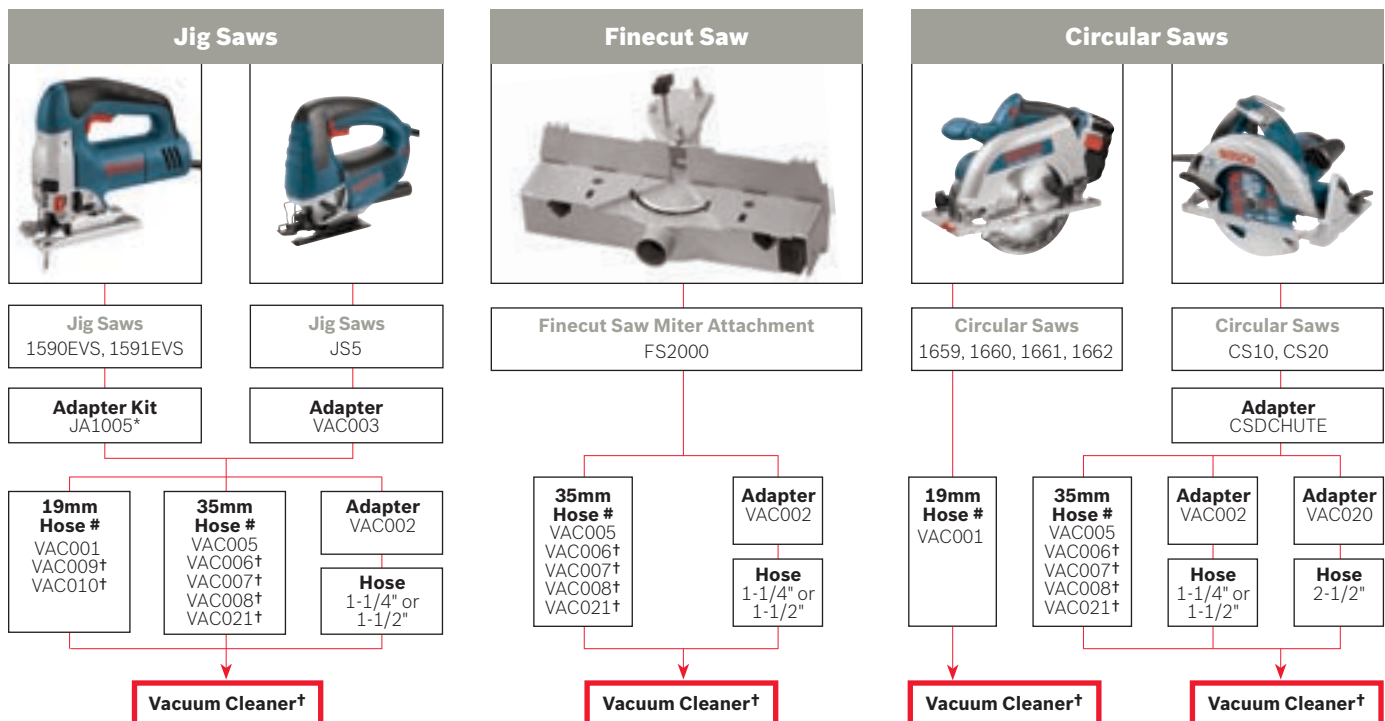 Jig Saws
Finecut Saw
Circular Saws
Jig Saws
1590EVS, 1591EVS
Jig Saws
JS5
Finecut Saw Miter Attachment
FS2000
Circular Saws
1659, 1660, 1661, 1662
Circular Saws
CS10, CS20
Adapter Kit
JA1005*
Adapter
VAC003
Adapter
CSDCHUTE
19mm
Hose #
VAC001
VAC009†
VAC010†
35mm
Hose #
VAC005
VAC006†
VAC007†
VAC008†
VAC021†
Adapter
VAC002
Hose
1-1/4" or
1-1/2"
35mm
Hose #
VAC005
VAC006†
VAC007†
VAC008†
VAC021†
Adapter
VAC002
Hose
1-1/4" or
1-1/2"
19mm
Hose #
VAC001
35mm
Hose #
VAC005
VAC006†
VAC007†
VAC008†
VAC021†
Adapter
VAC002
Hose
1-1/4" or
1-1/2"
Adapter
VAC020
Hose
2-1/2"
Vacuum Cleaner†
Vacuum Cleaner†
Vacuum Cleaner†
Vacuum Cleaner†